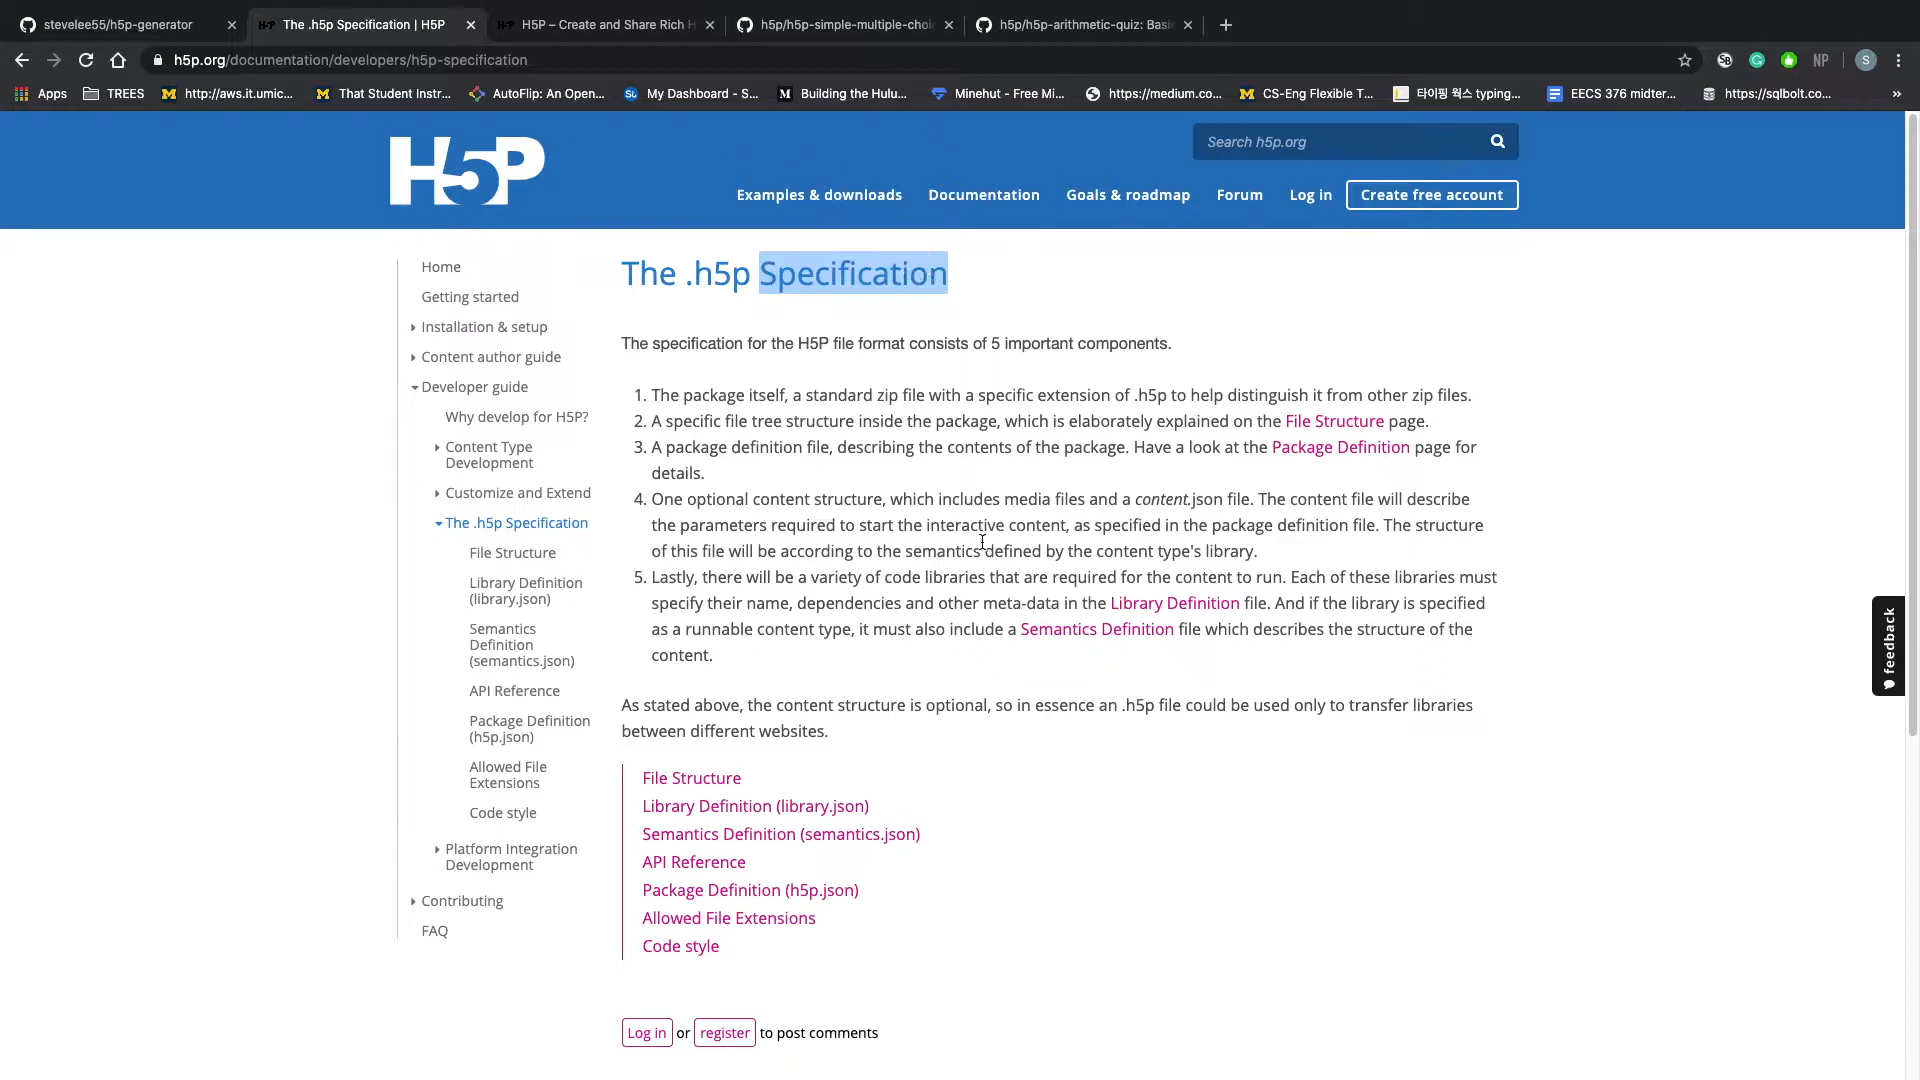 stevelee55/h5p-generator
The .h5p Specification | H5P
H5P – Create and Share Rich H
h5p/h5p-simple-multiple-choi
h5p/h5p-arithmetic-quiz: Basi
h5p.org/documentation/developers/h5p-specification
NP
S
Apps
TREES
http://aws.it.umic...
That Student Instr...
AutoFlip: An Open...
My Dashboard - S...
Building the Hulu...
Minehut - Free Mi...
https://medium.co...
CS-Eng Flexible T...
타이핑 웍스 typing...
EECS 376 midter...
https://sqlbolt.co...
»
H5P
Search h5p.org
Examples & downloads
Documentation
Goals & roadmap
Forum
Log in
Create free account
Home
Getting started
Installation & setup
Content author guide
Developer guide
Why develop for H5P?
Content Type
Development
Customize and Extend
The .h5p Specification
File Structure
Library Definition
(library.json)
Semantics
Definition
(semantics.json)
API Reference
Package Definition
(h5p.json)
Allowed File
Extensions
Code style
Platform Integration
Development
Contributing
FAQ
The .h5p Specification
The specification for the H5P file format consists of 5 important components.
1. The package itself, a standard zip file with a specific extension of .h5p to help distinguish it from other zip files.
2. A specific file tree structure inside the package, which is elaborately explained on the File Structure page.
3. A package definition file, describing the contents of the package. Have a look at the Package Definition page for
details.
4. One optional content structure, which includes media files and a content.json file. The content file will describe
the parameters required to start the interactive content, as specified in the package definition file. The structure
of this file will be according to the semantics defined by the content type's library.
5. Lastly, there will be a variety of code libraries that are required for the content to run. Each of these libraries must
specify their name, dependencies and other meta-data in the Library Definition file. And if the library is specified
as a runnable content type, it must also include a Semantics Definition file which describes the structure of the
content.
As stated above, the content structure is optional, so in essence an .h5p file could be used only to transfer libraries
between different websites.
File Structure
Library Definition (library.json)
Semantics Definition (semantics.json)
API Reference
Package Definition (h5p.json)
Allowed File Extensions
Code style
Log in or register to post comments
feedback